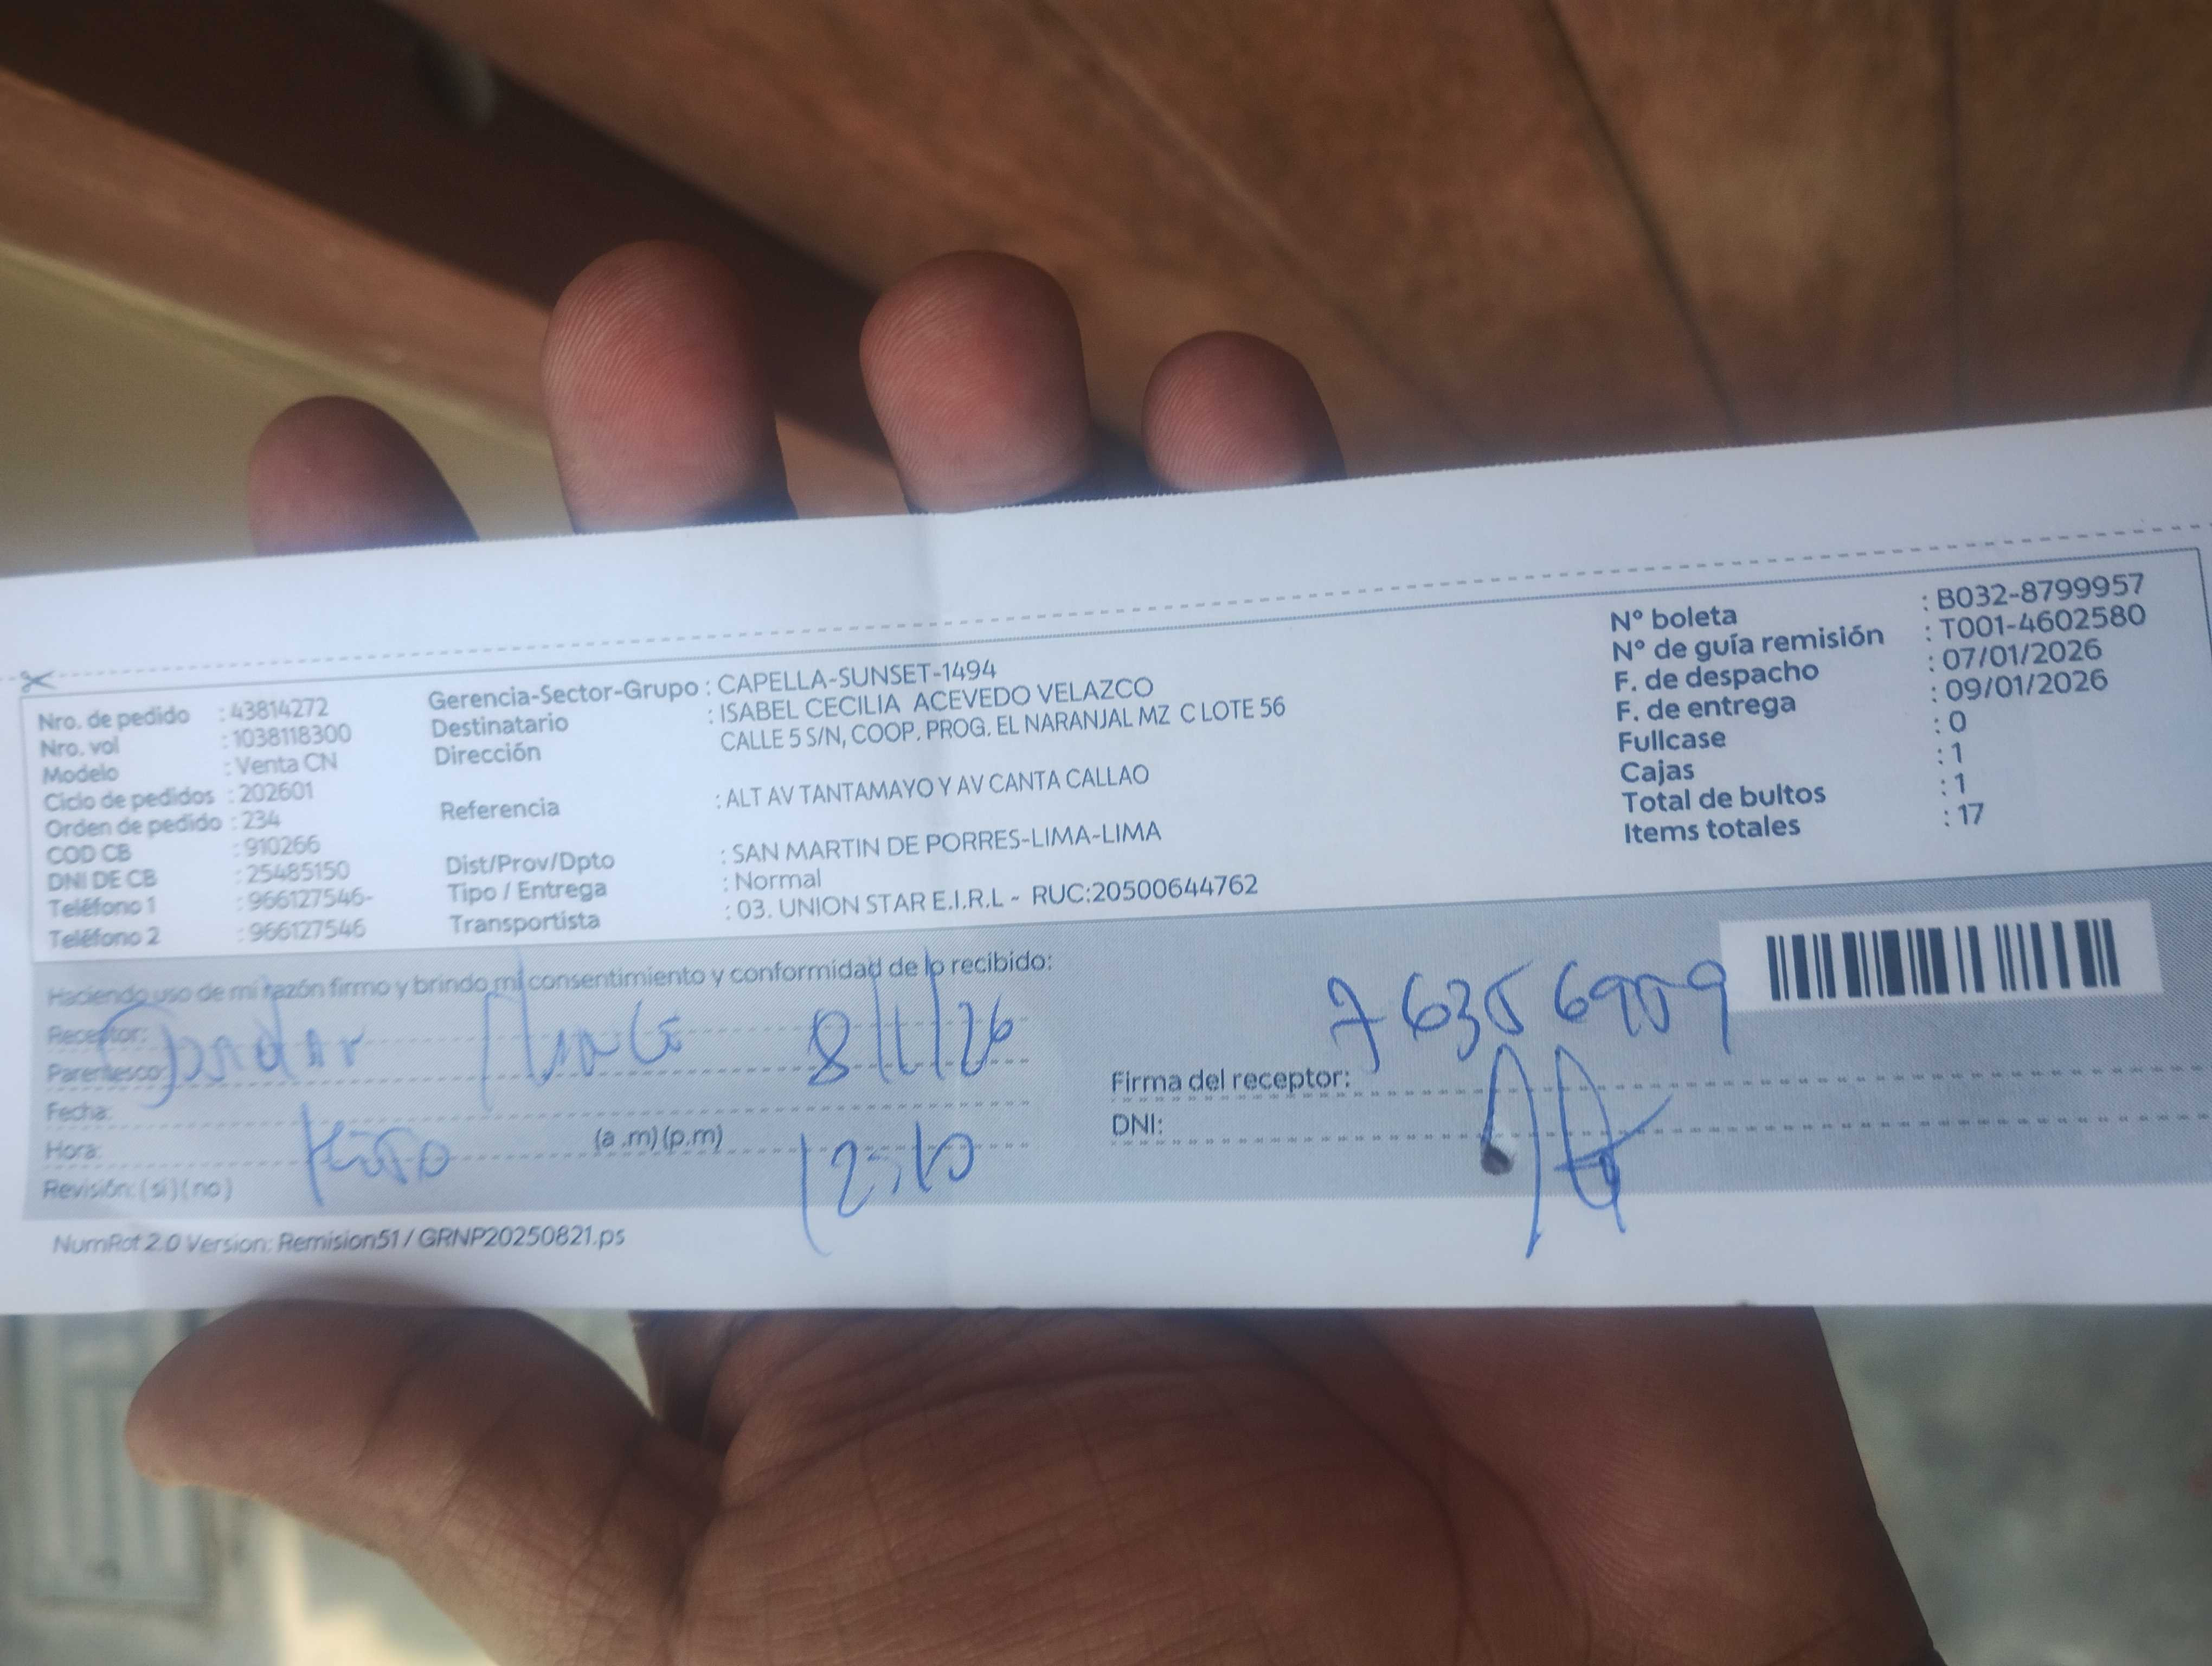 Nro. de pedido : 43814272
Nro. vol : 1038118300
Modelo : Venta CN
Ciclo de pedidos : 202601
Orden de pedido : 234
COD CB : 910266
DNI DE CB : 25485150
Teléfono 1 : 966127546-
Teléfono 2 : 966127546
Gerencia-Sector-Grupo : CAPELLA-SUNSET-1494
Destinatario : ISABEL CECILIA ACEVEDO VELAZCO
Dirección CALLE 5 S/N, COOP. PROG. EL NARANJAL MZ C LOTE 56
Referencia : ALT AV TANTAMAYO Y AV CANTA CALLAO
Dist/Prov/Dpto : SAN MARTIN DE PORRES-LIMA-LIMA
Tipo / Entrega : Normal
Transportista : 03. UNION STAR E.I.R.L - RUC:20500644762
N° boleta : B032-8799957
N° de guía remisión : T001-4602580
F. de despacho : 07/01/2026
F. de entrega : 09/01/2026
Fullcase : 0
Cajas : 1
Total de bultos : 1
Items totales : 17
Haciendo uso de mi razón firmo y brindo mi consentimiento y conformidad de lo recibido:
Receptor:
Parentesco:
8/1/26
Fecha:
Hora: (a.m) (p.m)
12:10
Revisión: (si) (no)
76356959
Firma del receptor:
DNI:
NumRot 2.0 Version: Remision51 / GRNP20250821.ps